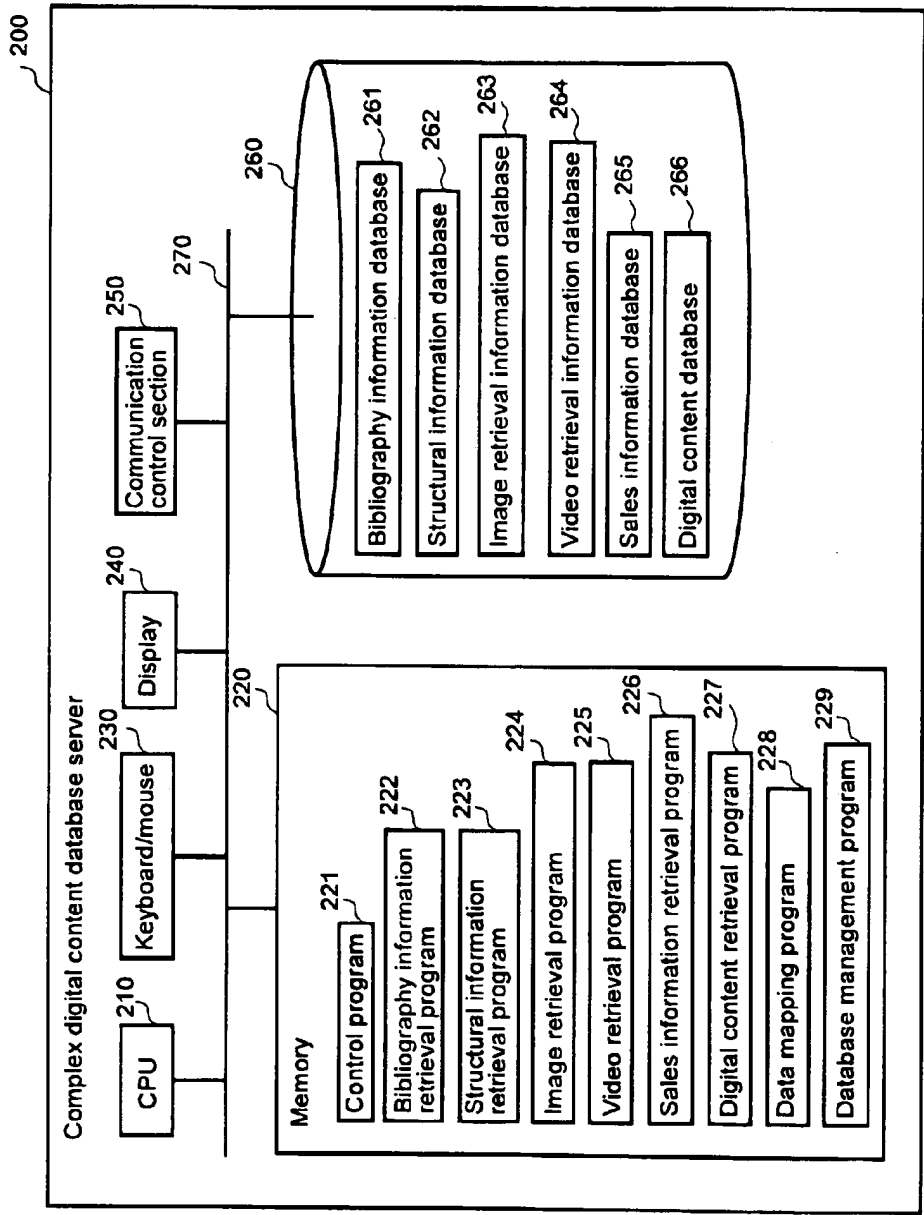 200
Complex digital content database server
210
CPU
230
Keyboard/mouse
240
Display
250
Communication
control section
270
220
Memory
221
Control program
222
Bibliography information
retrieval program
223
Structural information
retrieval program
224
Image retrieval program
225
Video retrieval program
226
Sales information retrieval program
227
Digital content retrieval program
228
Data mapping program
229
Database management program
260
261
Bibliography information database
262
Structural information database
263
Image retrieval information database
264
Video retrieval information database
265
Sales information database
266
Digital content database